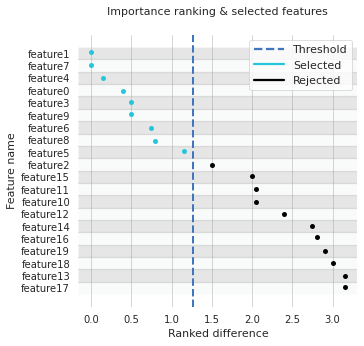 Importance ranking & selected features
Threshold
Selected
Rejected
Feature name
feature1
feature7
feature4
feature0
feature3
feature9
feature6
feature8
feature5
feature2
feature15
feature11
feature10
feature12
feature14
feature16
feature19
feature18
feature13
feature17
0.0 0.5 1.0 1.5 2.0 2.5 3.0
Ranked difference